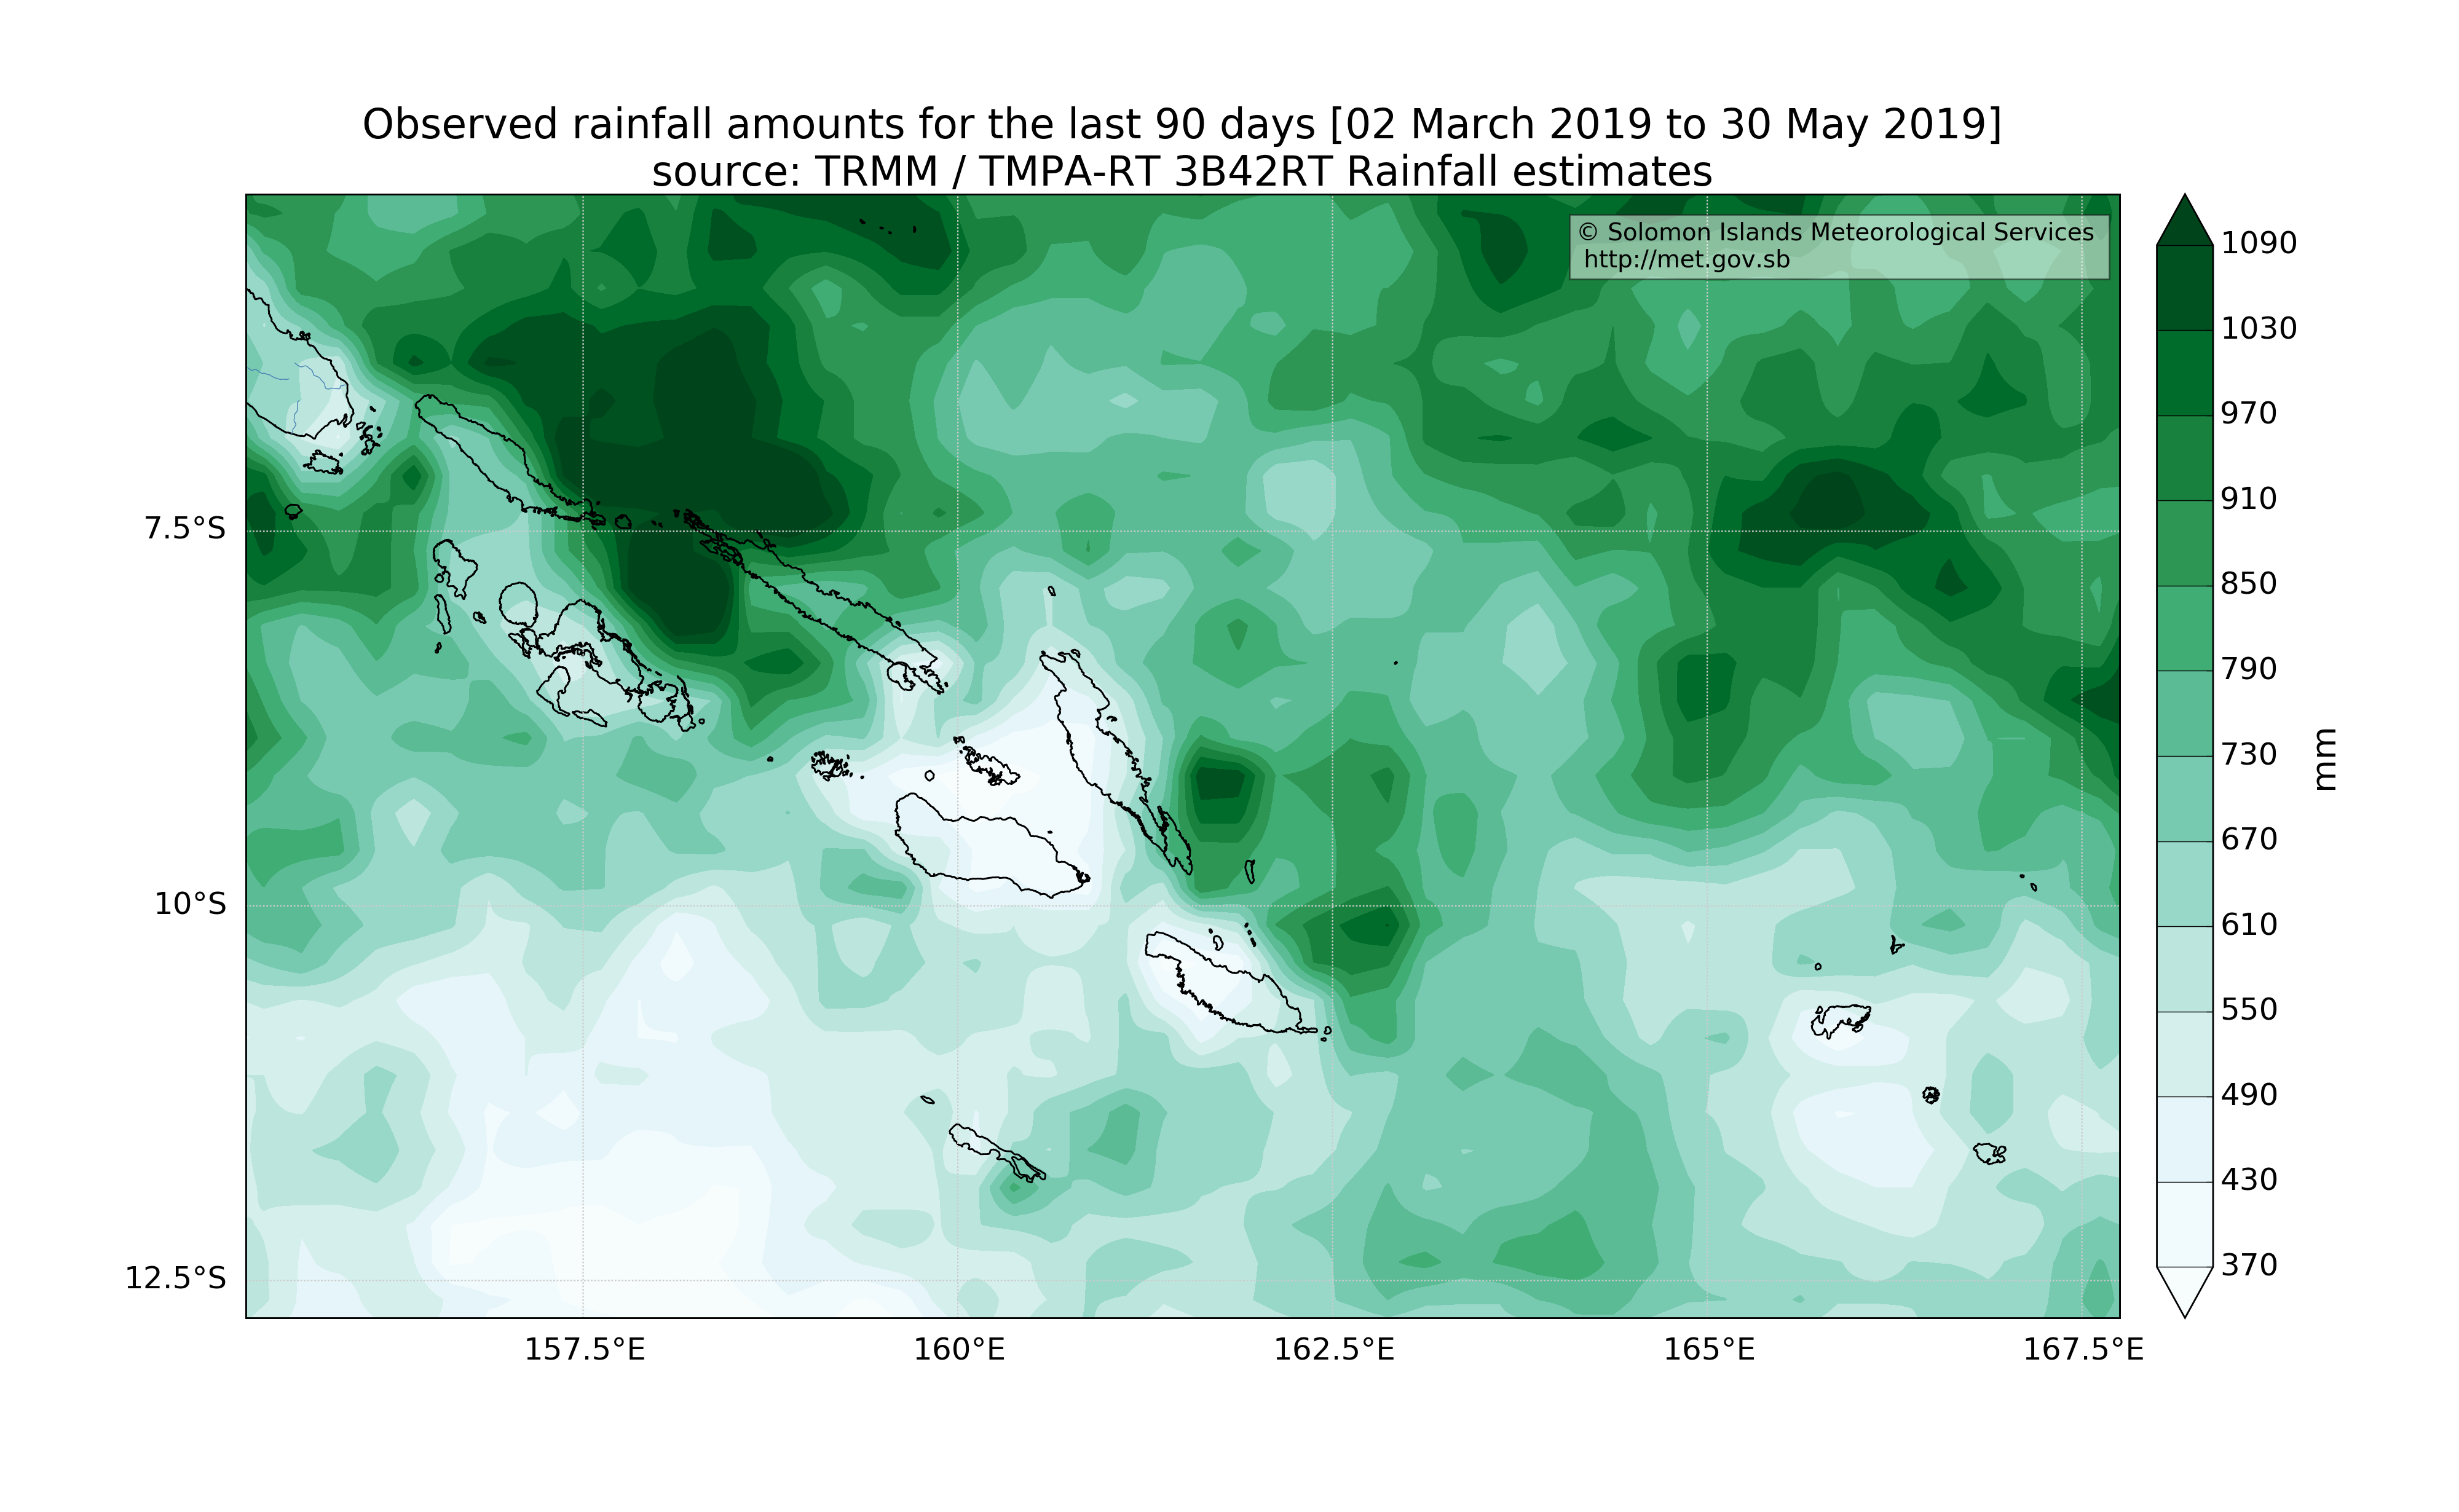 Observed rainfall amounts for the last 90 days [02 March 2019 to 30 May 2019]
source: TRMM / TMPA-RT 3B42RT Rainfall estimates
© Solomon Islands Meteorological Services
http://met.gov.sb
7.5°S
10°S
12.5°S
157.5°E
160°E
162.5°E
165°E
167.5°E
1090
1030
970
910
850
790
730
670
610
550
490
430
370
mm